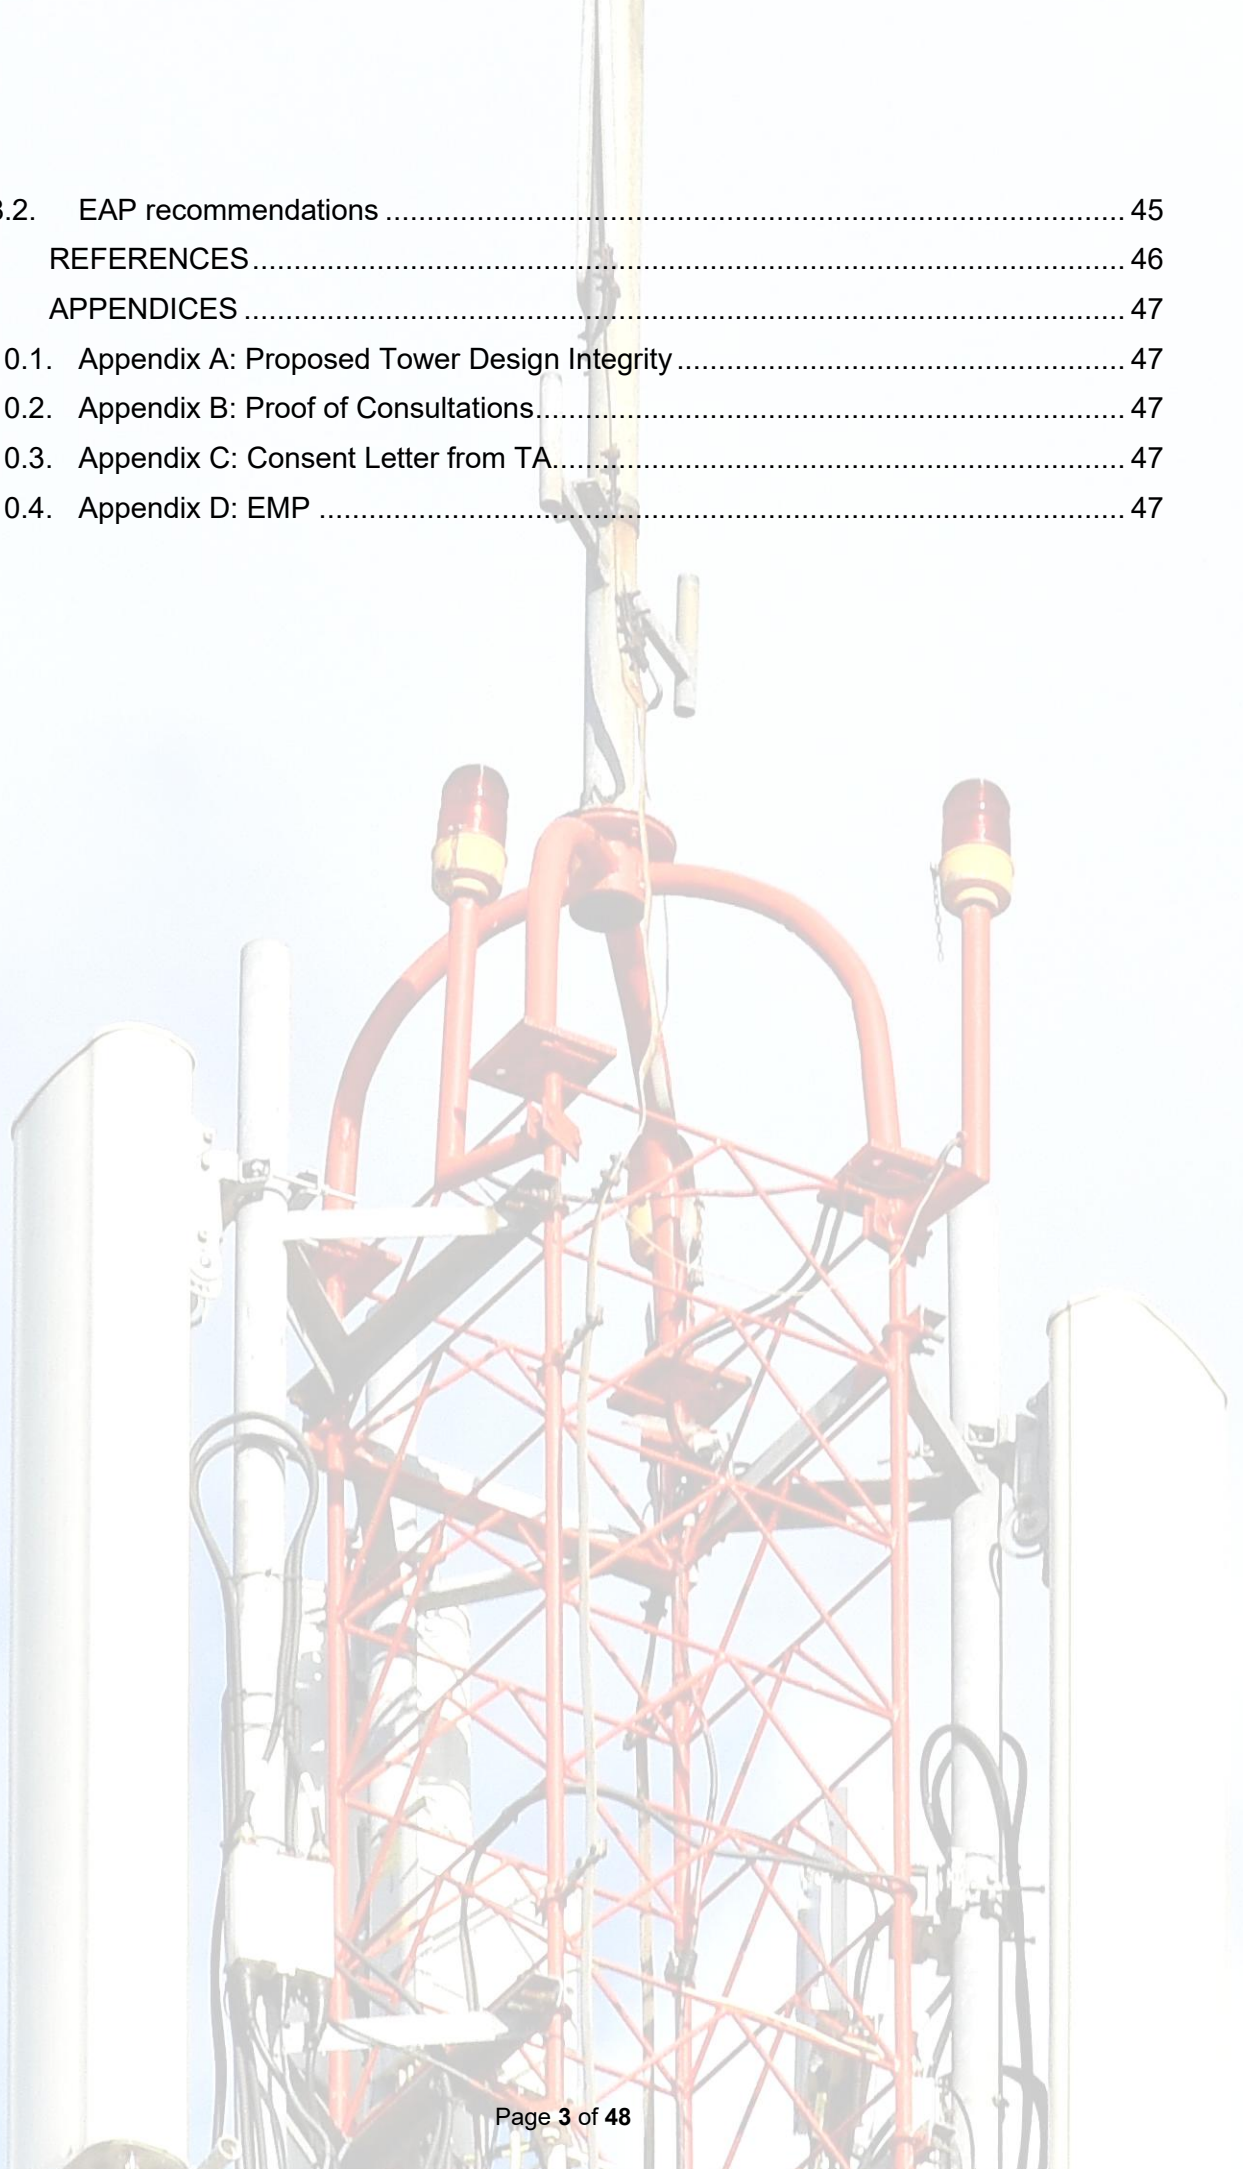 8.2. EAP recommendations ........................................................................................... 45
REFERENCES ........................................................................................................... 46
APPENDICES ............................................................................................................ 47
0.1. Appendix A: Proposed Tower Design Integrity ....................................................... 47
0.2. Appendix B: Proof of Consultations ........................................................................ 47
0.3. Appendix C: Consent Letter from TA ...................................................................... 47
0.4. Appendix D: EMP ................................................................................................... 47
Page 3 of 48